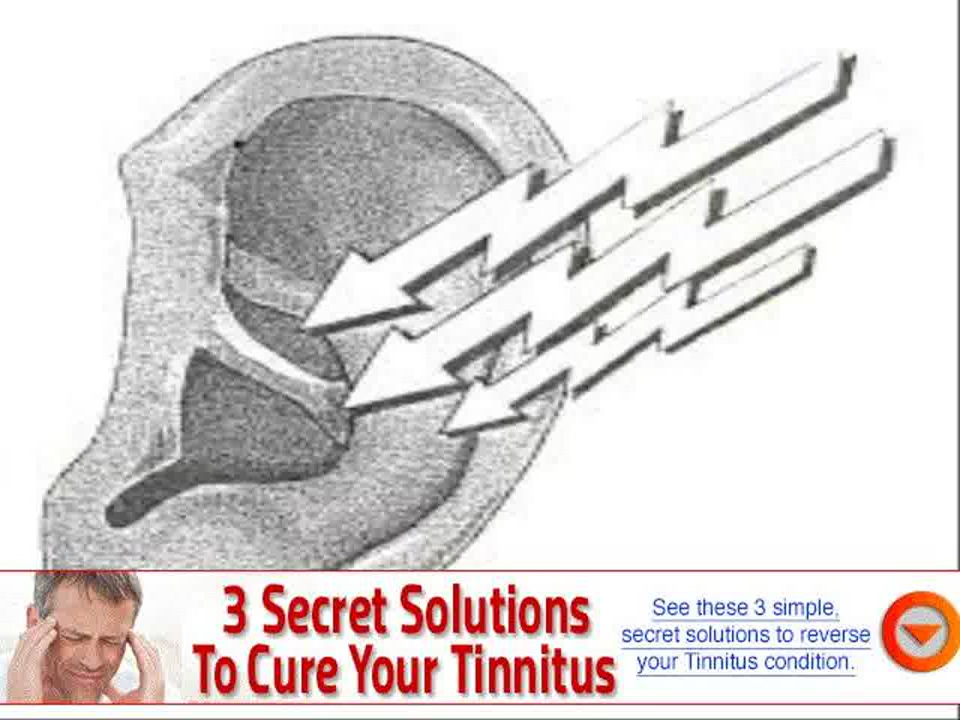 3 Secret Solutions
To Cure Your Tinnitus
See these 3 simple,
secret solutions to reverse
your Tinnitus condition.